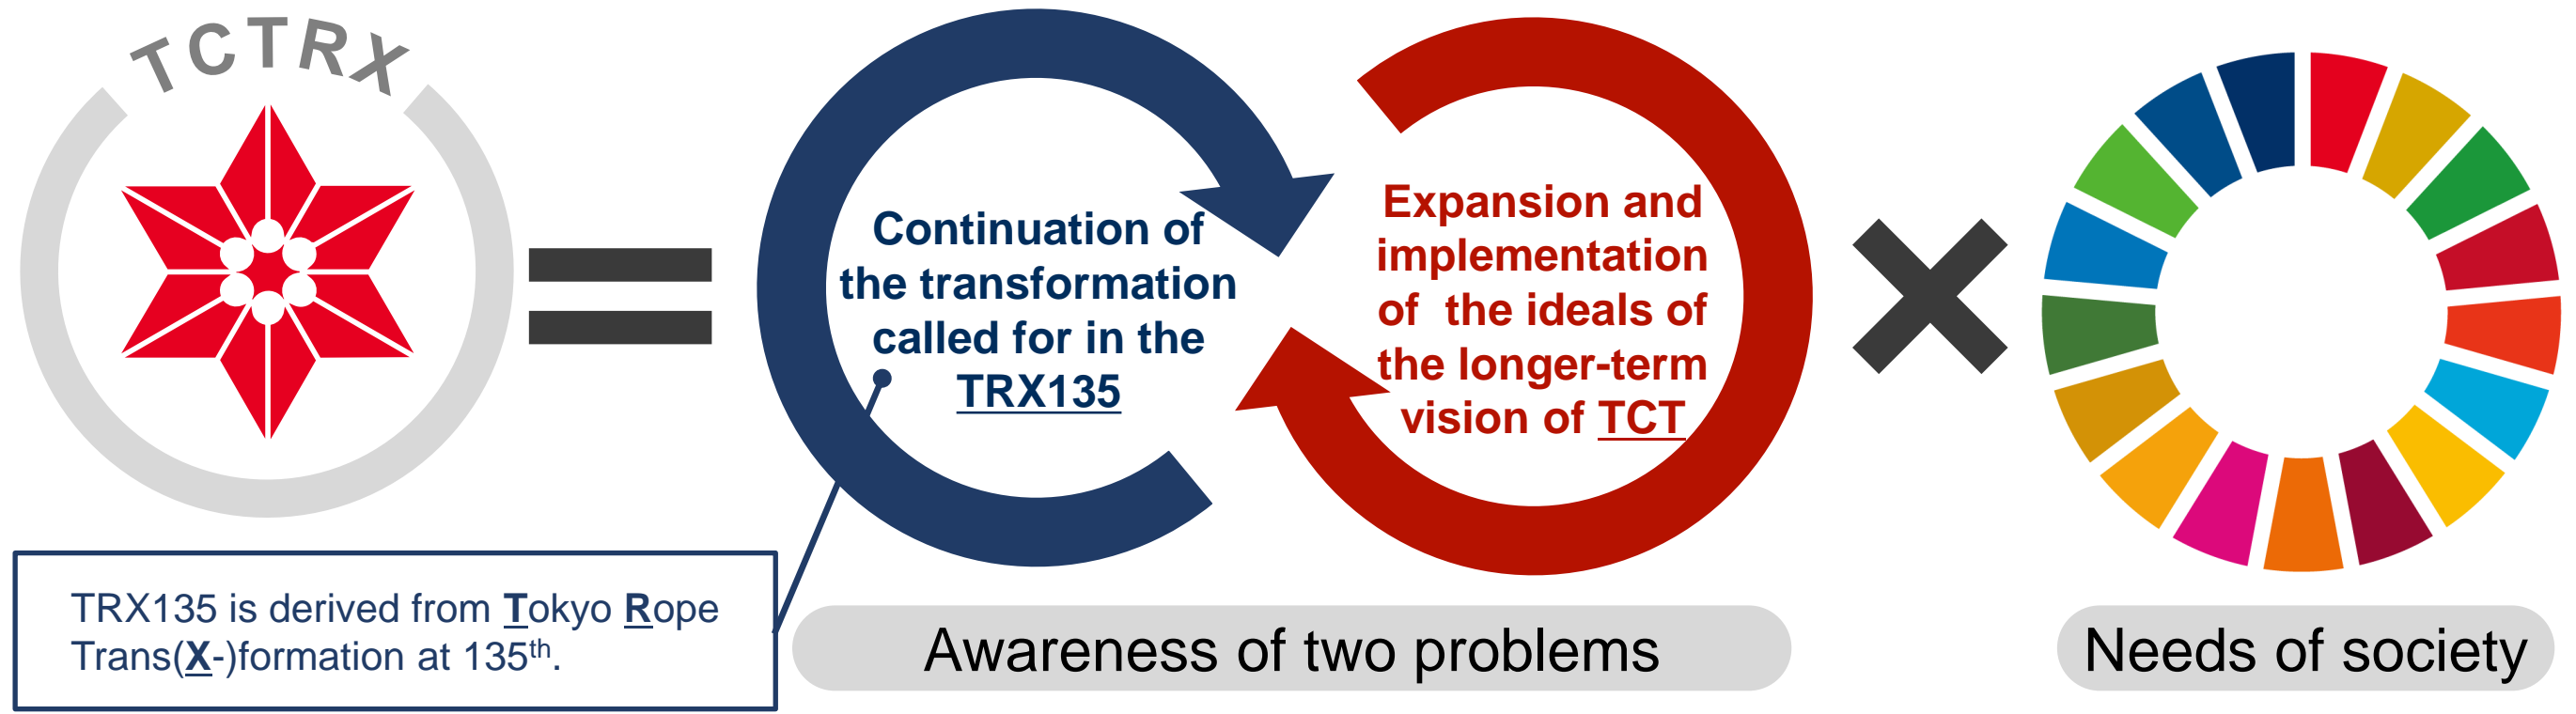 TCTRX
Continuation of
the transformation
called for in the
TRX135
Expansion and
implementation
of the ideals of
the longer-term
vision of TCT
TRX135 is derived from Tokyo Rope
Trans(X-)formation at 135th.
Awareness of two problems
Needs of society